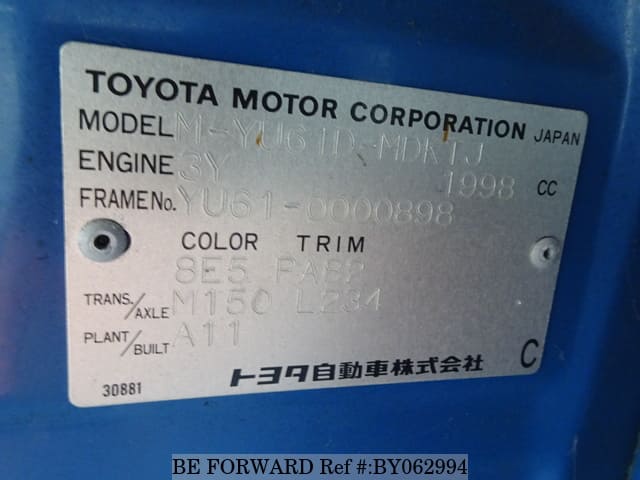 TOYOTA MOTOR CORPORATION JAPAN
MODEL M-YU61D-MDKTJ
ENGINE 3Y 1998 CC
FRAME No. YU61-0000898
COLOR TRIM
8E5 FA82
TRANS./AXLE M150 L234
PLANT/BUILT A11
トヨタ自動車株式会社 C
30881
BE FORWARD Ref #:BY062994